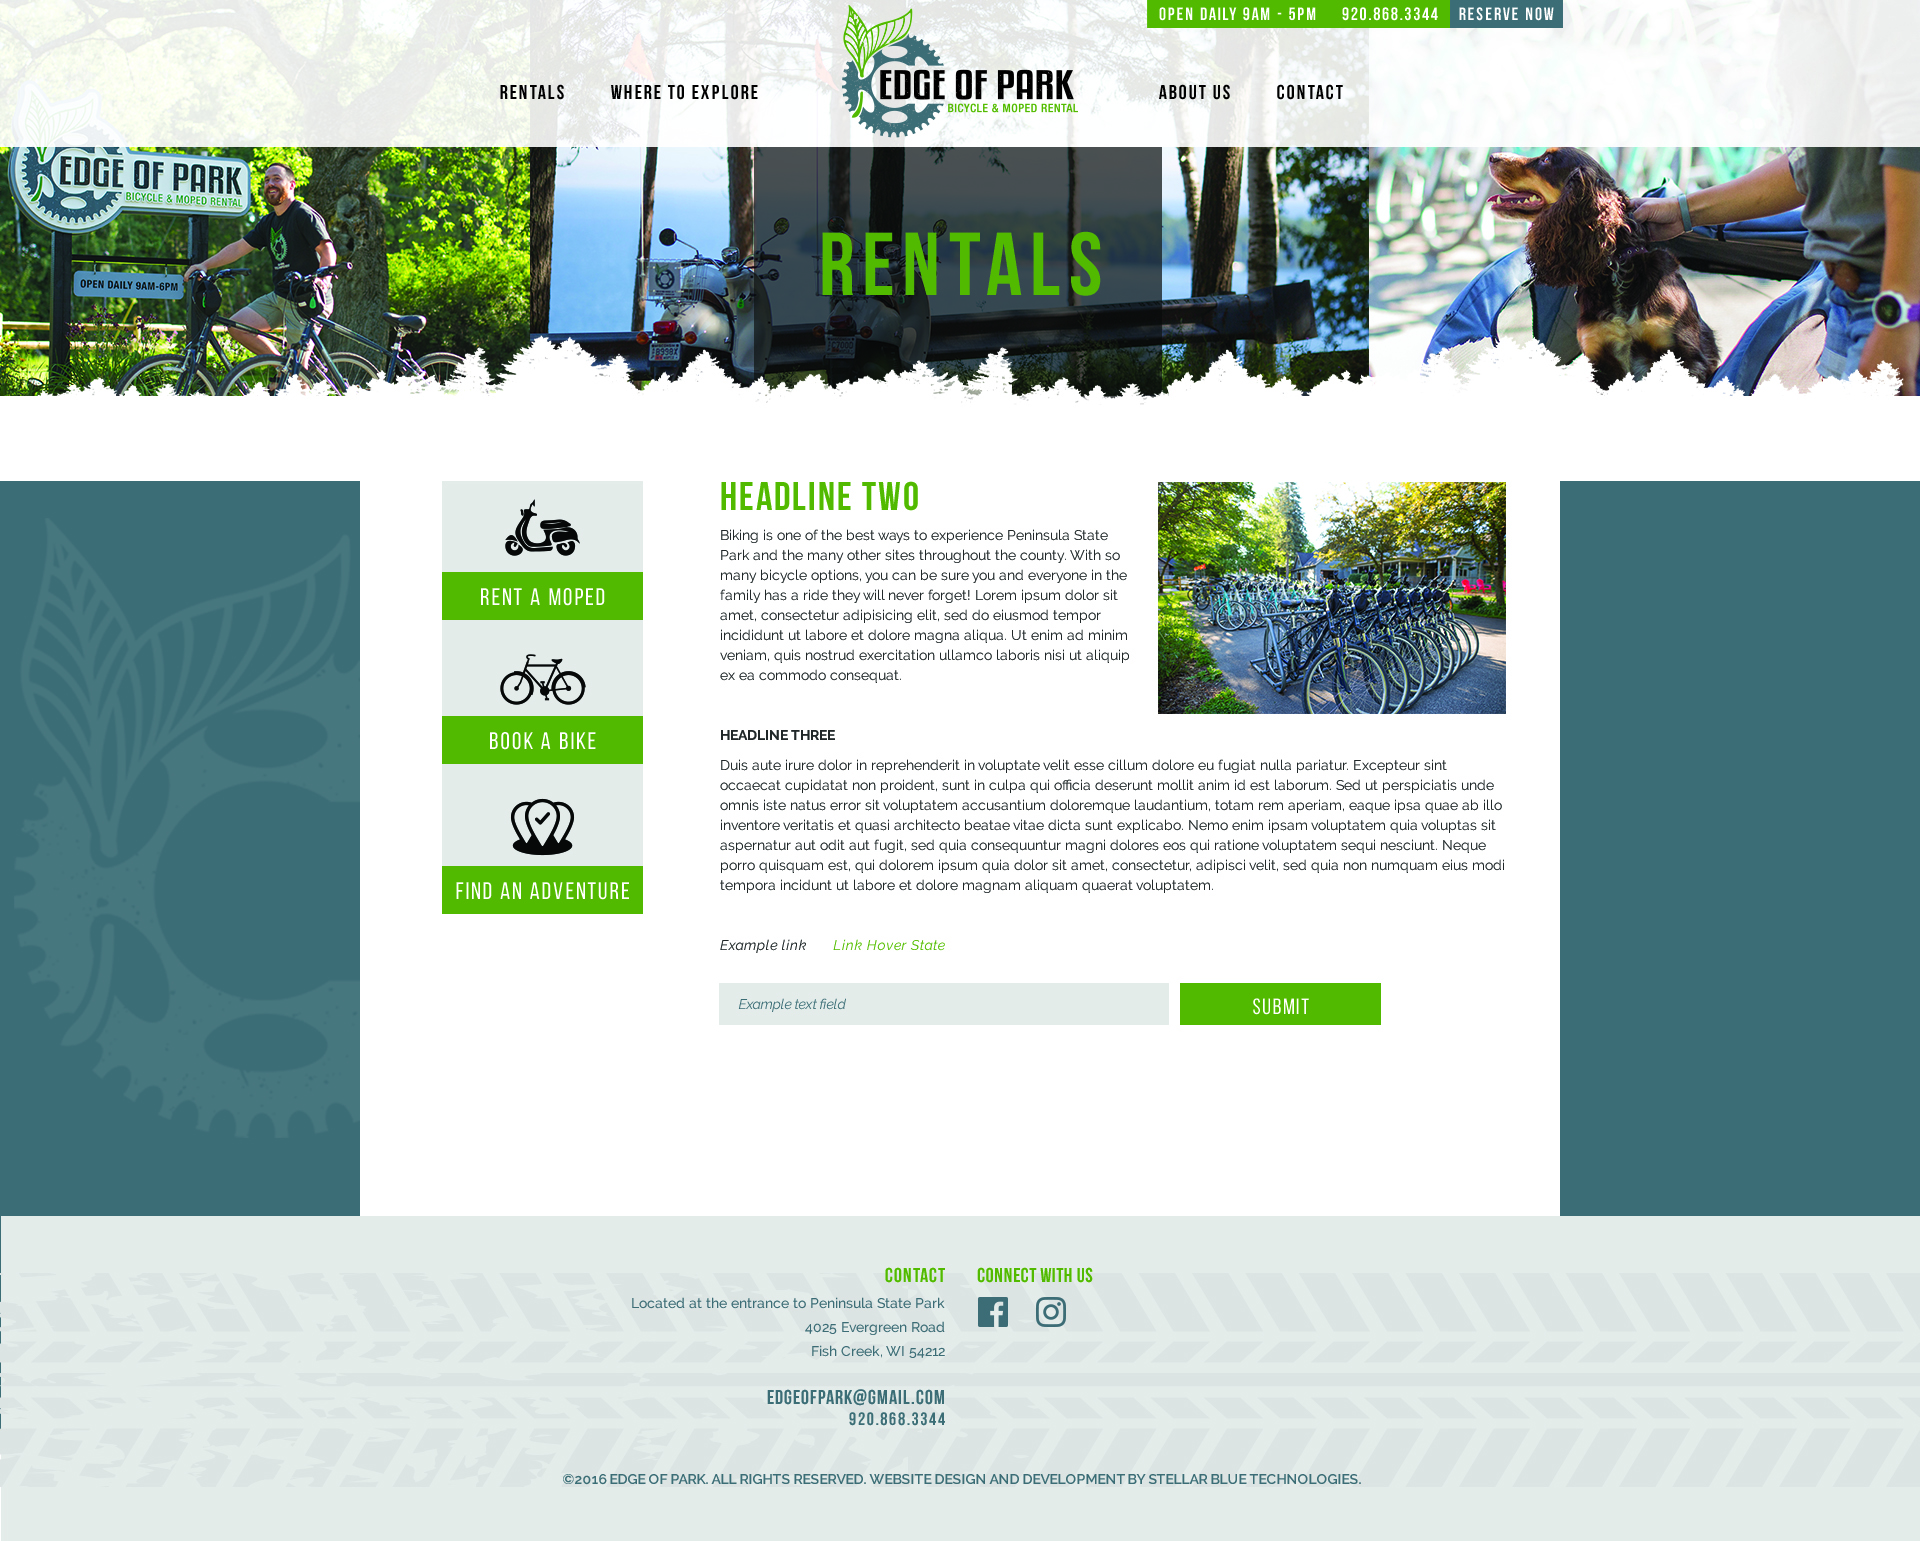 OPEN DAILY 9AM - 5PM 920.868.3344 RESERVE NOW
RENTALS WHERE TO EXPLORE
EDGE OF PARK
BICYCLE & MOPED RENTAL
ABOUT US CONTACT
EDGE OF PARK
BICYCLE & MOPED RENTAL
OPEN DAILY 9AM-6PM
RENTALS
RENT A MOPED
BOOK A BIKE
FIND AN ADVENTURE
HEADLINE TWO
Biking is one of the best ways to experience Peninsula State
Park and the many other sites throughout the county. With so
many bicycle options, you can be sure you and everyone in the
family has a ride they will never forget! Lorem ipsum dolor sit
amet, consectetur adipisicing elit, sed do eiusmod tempor
incididunt ut labore et dolore magna aliqua. Ut enim ad minim
veniam, quis nostrud exercitation ullamco laboris nisi ut aliquip
ex ea commodo consequat.
HEADLINE THREE
Duis aute irure dolor in reprehenderit in voluptate velit esse cillum dolore eu fugiat nulla pariatur. Excepteur sint
occaecat cupidatat non proident, sunt in culpa qui officia deserunt mollit anim id est laborum. Sed ut perspiciatis unde
omnis iste natus error sit voluptatem accusantium doloremque laudantium, totam rem aperiam, eaque ipsa quae ab illo
inventore veritatis et quasi architecto beatae vitae dicta sunt explicabo. Nemo enim ipsam voluptatem quia voluptas sit
aspernatur aut odit aut fugit, sed quia consequuntur magni dolores eos qui ratione voluptatem sequi nesciunt. Neque
porro quisquam est, qui dolorem ipsum quia dolor sit amet, consectetur, adipisci velit, sed quia non numquam eius modi
tempora incidunt ut labore et dolore magnam aliquam quaerat voluptatem.
Example link Link Hover State
Example text field
SUBMIT
CONTACT
Located at the entrance to Peninsula State Park
4025 Evergreen Road
Fish Creek, WI 54212
EDGEOFPARK@GMAIL.COM
920.868.3344
CONNECT WITH US
©2016 EDGE OF PARK. ALL RIGHTS RESERVED. WEBSITE DESIGN AND DEVELOPMENT BY STELLAR BLUE TECHNOLOGIES.